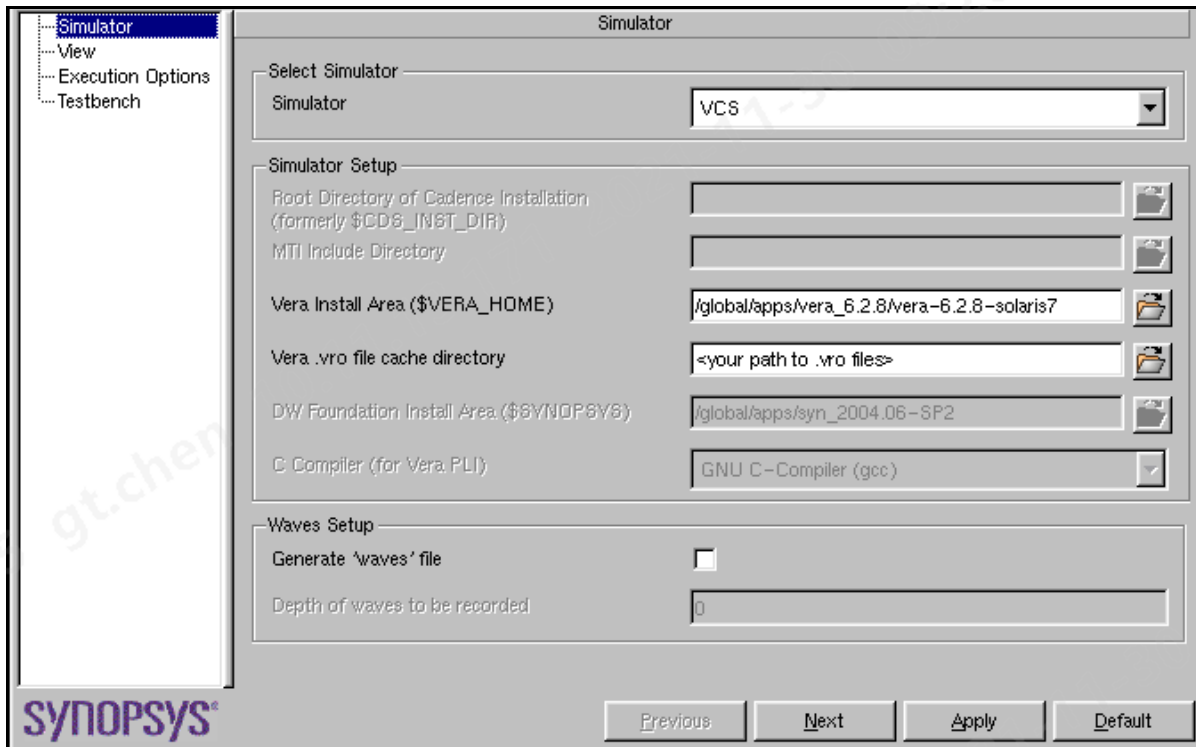 Simulator
View
Execution Options
Testbench
Simulator
Select Simulator
Simulator
VCS
Simulator Setup
Root Directory of Cadence Installation
(formerly $CDS_INST_DIR)
MTI Include Directory
Vera Install Area ($VERA_HOME)
/global/apps/vera_6.2.8/vera-6.2.8-solaris7
Vera .vro file cache directory
<your path to .vro files>
DW Foundation Install Area ($SYNOPSYS)
/global/apps/syn_2004.06-SP2
C Compiler (for Vera PLI)
GNU C-Compiler (gcc)
Waves Setup
Generate 'waves' file
Depth of waves to be recorded
0
SYNOPSYS®
Previous
Next
Apply
Default
gt.chen